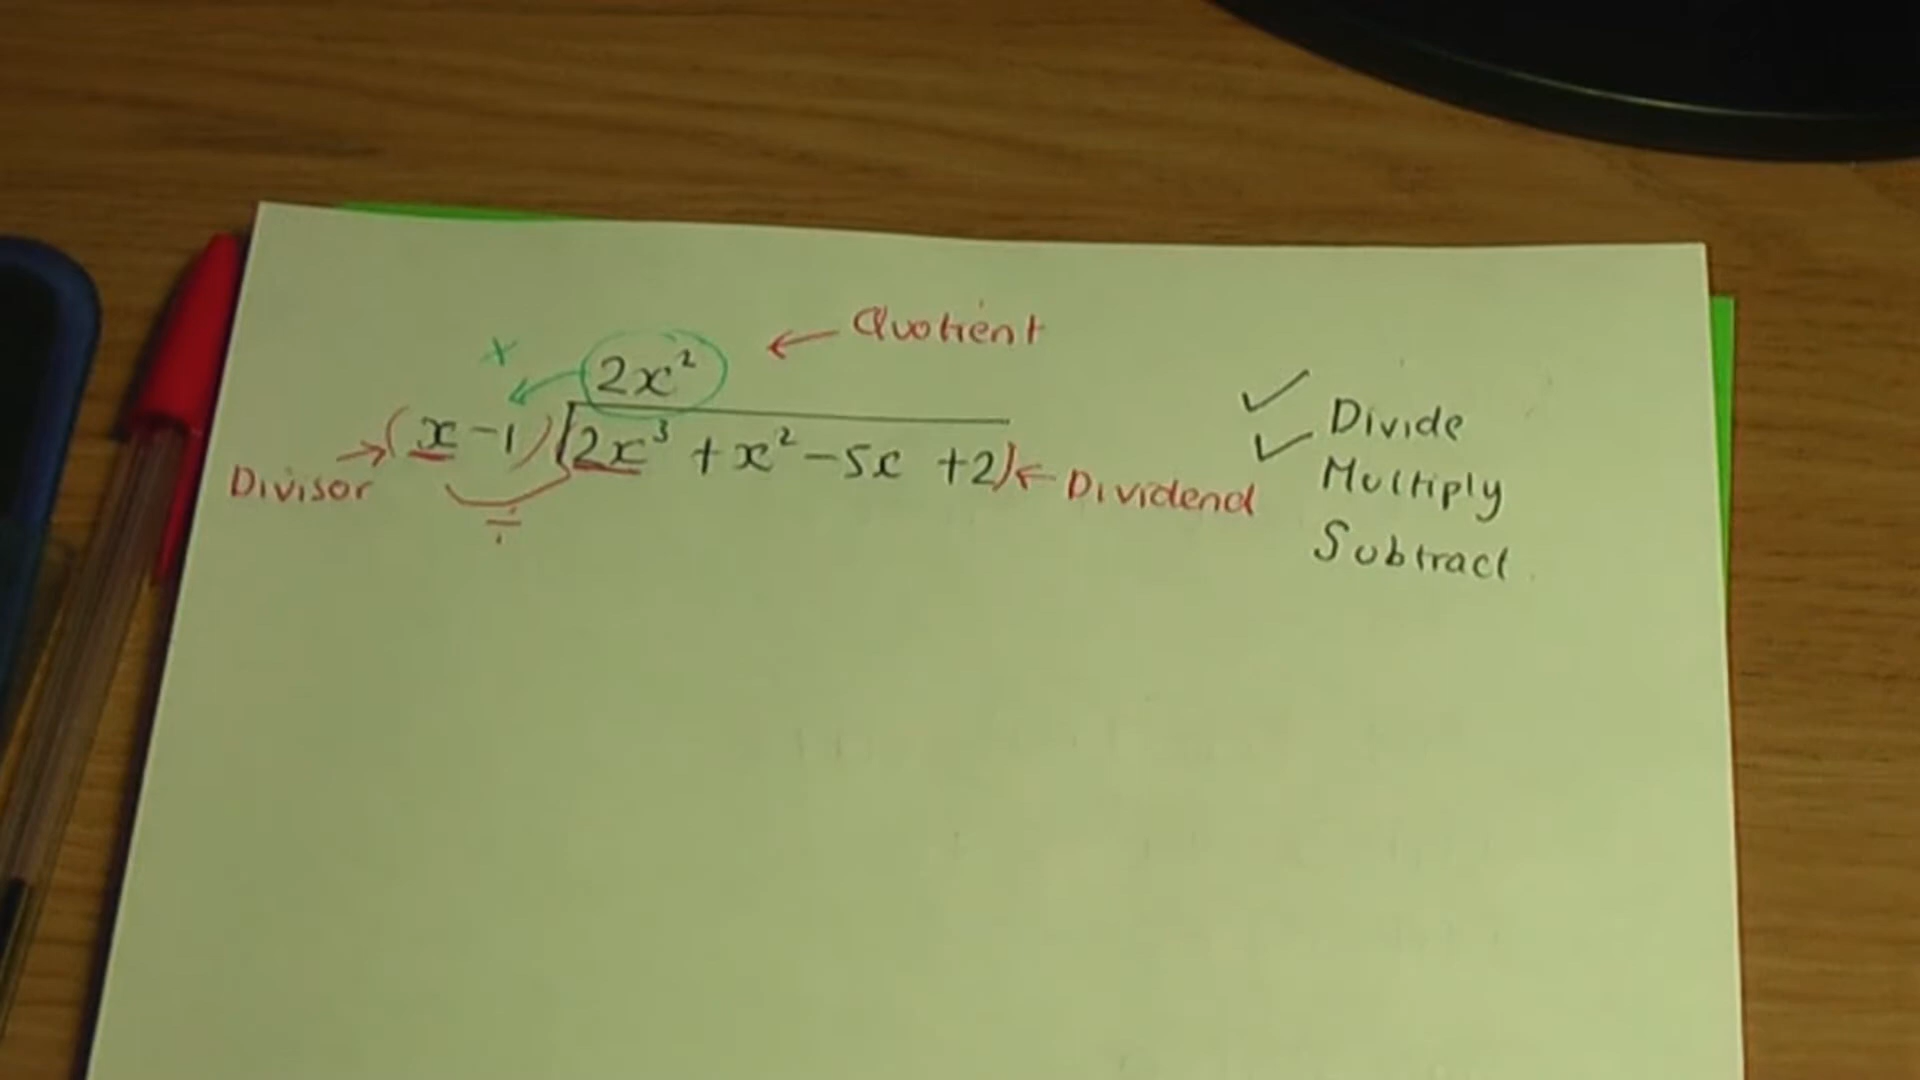 ← Quotient
× 2x²
(x - 1) 2x³ + x² - 5x + 2) ← Dividend
Divisor →
÷
✓ Divide
✓ Multiply
Subtract